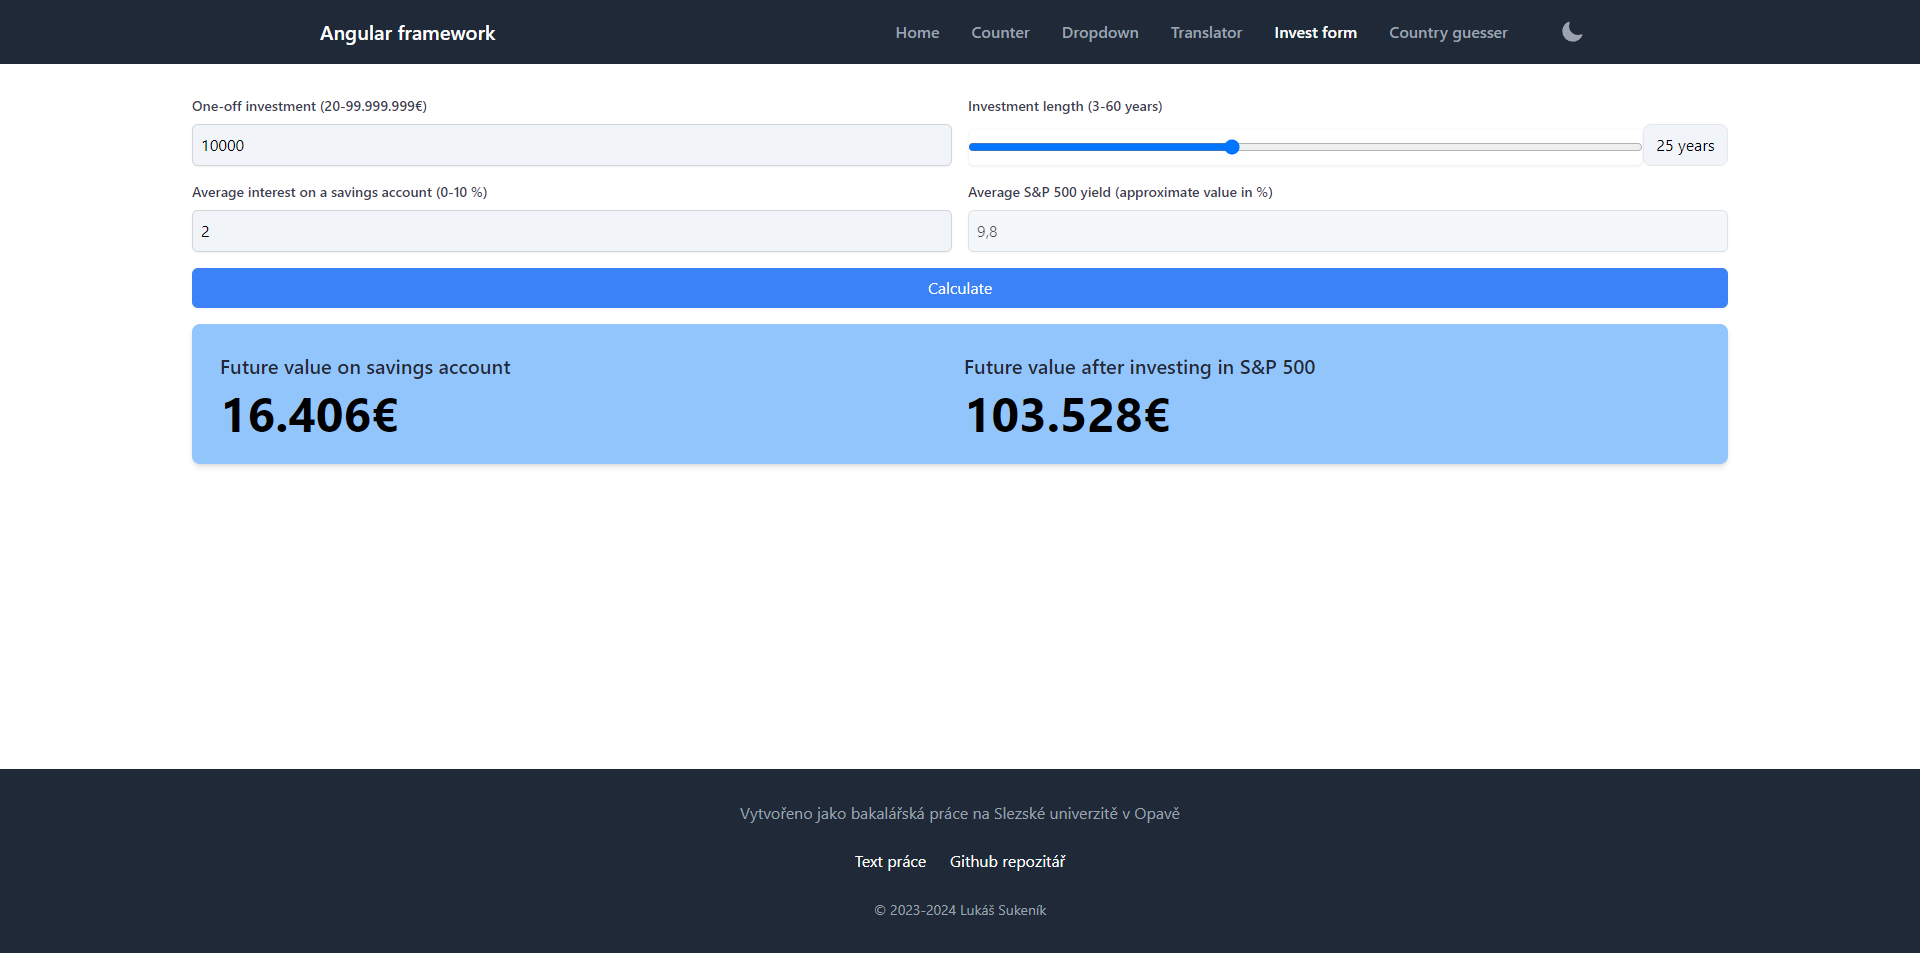 Angular framework
Home Counter Dropdown Translator Invest form Country guesser
One-off investment (20-99.999.999€)
10000
Investment length (3-60 years)
25 years
Average interest on a savings account (0-10 %)
2
Average S&P 500 yield (approximate value in %)
9,8
Calculate
Future value on savings account
16.406€
Future value after investing in S&P 500
103.528€
Vytvořeno jako bakalářská práce na Slezské univerzitě v Opavě
Text práce Github repozitář
© 2023-2024 Lukáš Sukeník